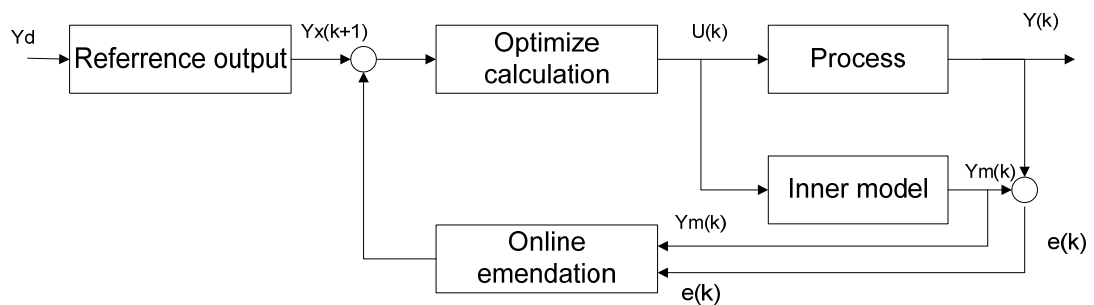 Yd
Referrence output
Yx(k+1)
Optimize
calculation
U(k)
Process
Y(k)
Inner model
Ym(k)
Ym(k)
Online
emendation
e(k)
e(k)